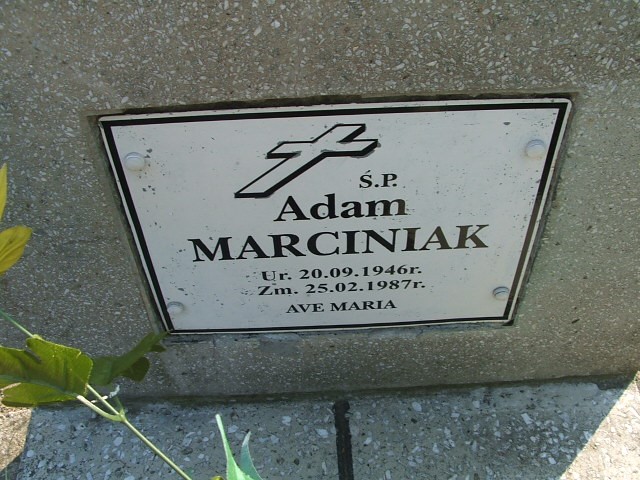 Ś.P.
Adam
MARCINIAK
Ur. 20.09.1946r.
Zm. 25.02.1987r.
AVE MARIA